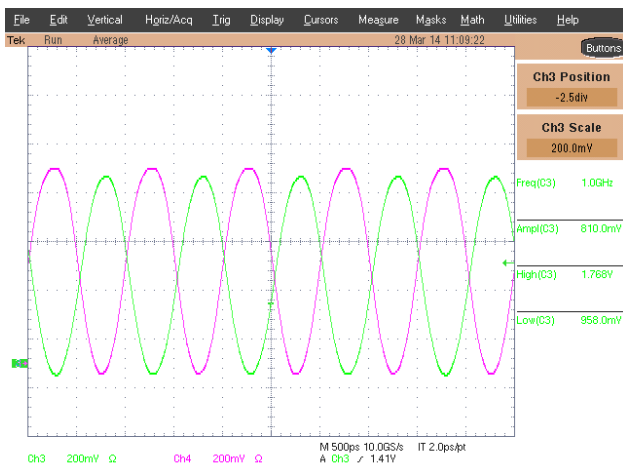 File Edit Vertical Horiz/Acq Trig Display Cursors Measure Masks Math Utilities Help
Tek Run Average 28 Mar 14 11:09:22 Buttons
Ch3 Position
-2.5div
Ch3 Scale
200.0mV
Freq(C3) 1.0GHz
Ampl(C3) 810.0mV
High(C3) 1.768V
Low(C3) 958.0mV
M 500ps 10.0GS/s IT 2.0ps/pt
Ch3 200mV Ω Ch4 200mV Ω A Ch3 ⁄ 1.41V